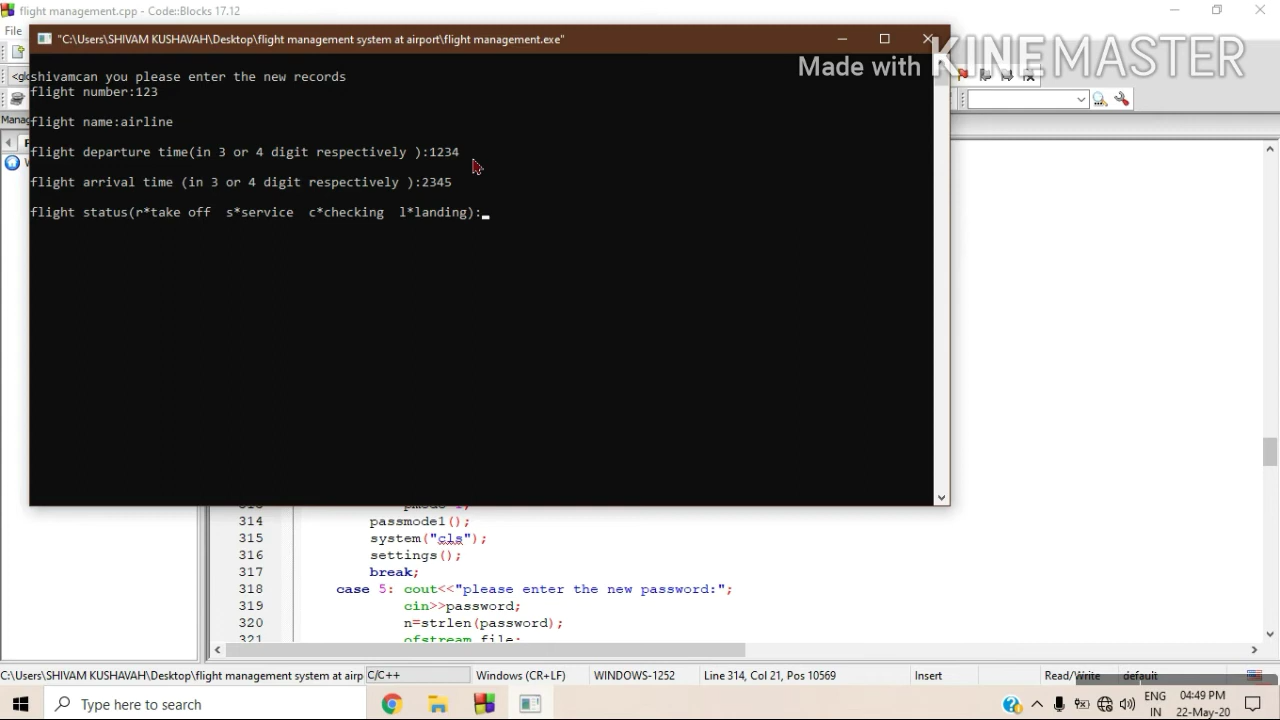 flight management.cpp - Code::Blocks 17.12
File
"C:\Users\SHIVAM KUSHAVAH\Desktop\flight management system at airport\flight management.exe"
Made with KINEMASTER
shivamcan you please enter the new records
flight number:123
flight name:airline
flight departure time(in 3 or 4 digit respectively ):1234
flight arrival time (in 3 or 4 digit respectively ):2345
flight status(r*take off  s*service  c*checking  l*landing):
314 passmode1();
315 system("cls");
316 settings();
317 break;
318 case 5: cout<<"please enter the new password:";
319 cin>>password;
320 n=strlen(password);
321 ofstream file;
C:\Users\SHIVAM KUSHAVAH\Desktop\flight management system at airp C/C++ Windows (CR+LF) WINDOWS-1252 Line 314, Col 21, Pos 10569 Insert Read/Write default
Type here to search
ENG 04:49 PM
IN 22-May-20